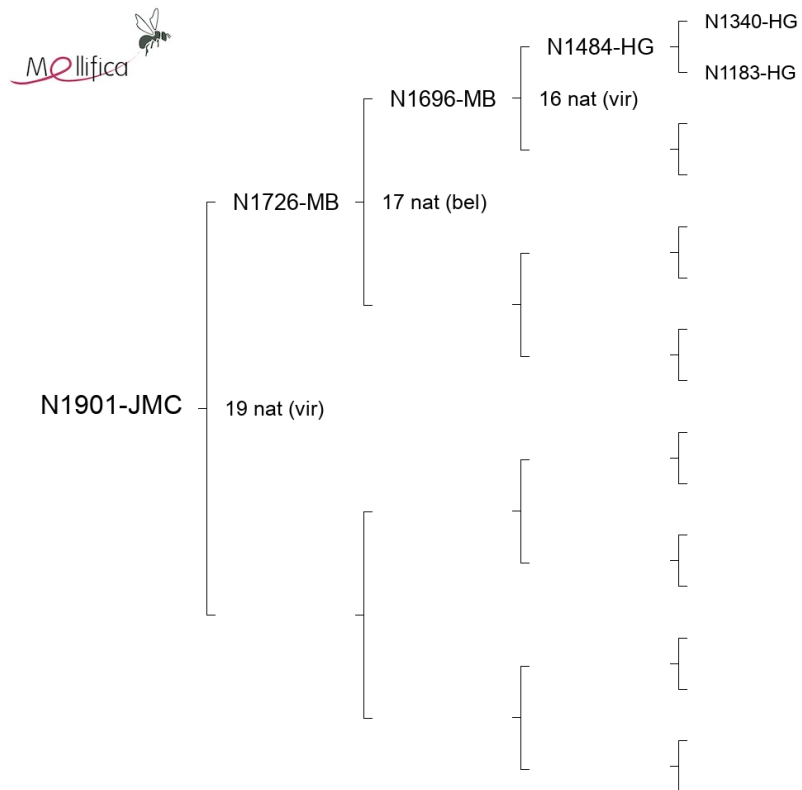 Mellifica
N1340-HG
N1484-HG
N1183-HG
N1696-MB
16 nat (vir)
N1726-MB
17 nat (bel)
N1901-JMC
19 nat (vir)